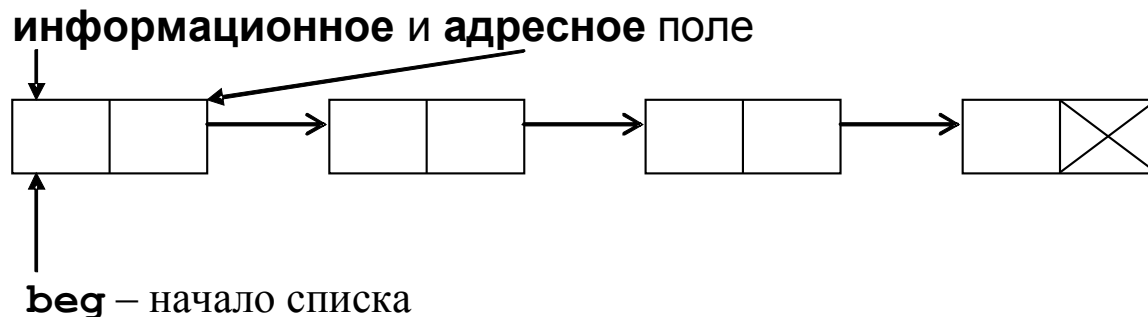 информационное и адресное поле
beg – начало списка